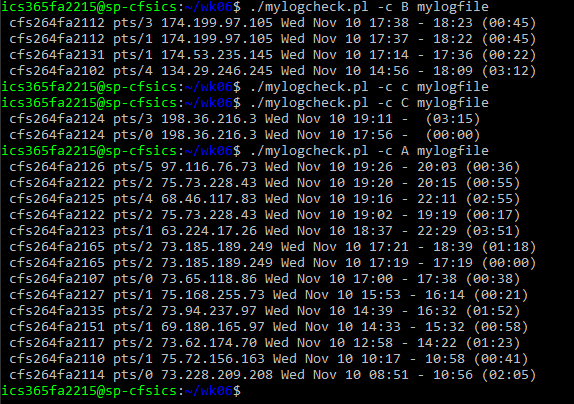 ics365fa2215@sp-cfsics:~/wk06$ ./mylogcheck.pl -c B mylogfile
cfs264fa2112 pts/3 174.199.97.105 Wed Nov 10 17:38 - 18:23 (00:45)
cfs264fa2112 pts/1 174.199.97.105 Wed Nov 10 17:37 - 18:22 (00:45)
cfs264fa2131 pts/1 174.53.235.145 Wed Nov 10 17:14 - 17:36 (00:22)
cfs264fa2102 pts/4 134.29.246.245 Wed Nov 10 14:56 - 18:09 (03:12)
ics365fa2215@sp-cfsics:~/wk06$ ./mylogcheck.pl -c c mylogfile
ics365fa2215@sp-cfsics:~/wk06$ ./mylogcheck.pl -c C mylogfile
cfs264fa2124 pts/3 198.36.216.3 Wed Nov 10 19:11 -  (03:15)
cfs264fa2124 pts/0 198.36.216.3 Wed Nov 10 17:56 -  (00:00)
ics365fa2215@sp-cfsics:~/wk06$ ./mylogcheck.pl -c A mylogfile
cfs264fa2126 pts/5 97.116.76.73 Wed Nov 10 19:26 - 20:03 (00:36)
cfs264fa2122 pts/2 75.73.228.43 Wed Nov 10 19:20 - 20:15 (00:55)
cfs264fa2125 pts/4 68.46.117.83 Wed Nov 10 19:16 - 22:11 (02:55)
cfs264fa2122 pts/2 75.73.228.43 Wed Nov 10 19:02 - 19:19 (00:17)
cfs264fa2123 pts/1 63.224.17.26 Wed Nov 10 18:37 - 22:29 (03:51)
cfs264fa2165 pts/2 73.185.189.249 Wed Nov 10 17:21 - 18:39 (01:18)
cfs264fa2165 pts/2 73.185.189.249 Wed Nov 10 17:19 - 17:19 (00:00)
cfs264fa2107 pts/0 73.65.118.86 Wed Nov 10 17:00 - 17:38 (00:38)
cfs264fa2127 pts/1 75.168.255.73 Wed Nov 10 15:53 - 16:14 (00:21)
cfs264fa2135 pts/2 73.94.237.97 Wed Nov 10 14:39 - 16:32 (01:52)
cfs264fa2151 pts/1 69.180.165.97 Wed Nov 10 14:33 - 15:32 (00:58)
cfs264fa2117 pts/2 73.62.174.70 Wed Nov 10 12:58 - 14:22 (01:23)
cfs264fa2110 pts/1 75.72.156.163 Wed Nov 10 10:17 - 10:58 (00:41)
cfs264fa2114 pts/0 73.228.209.208 Wed Nov 10 08:51 - 10:56 (02:05)
ics365fa2215@sp-cfsics:~/wk06$